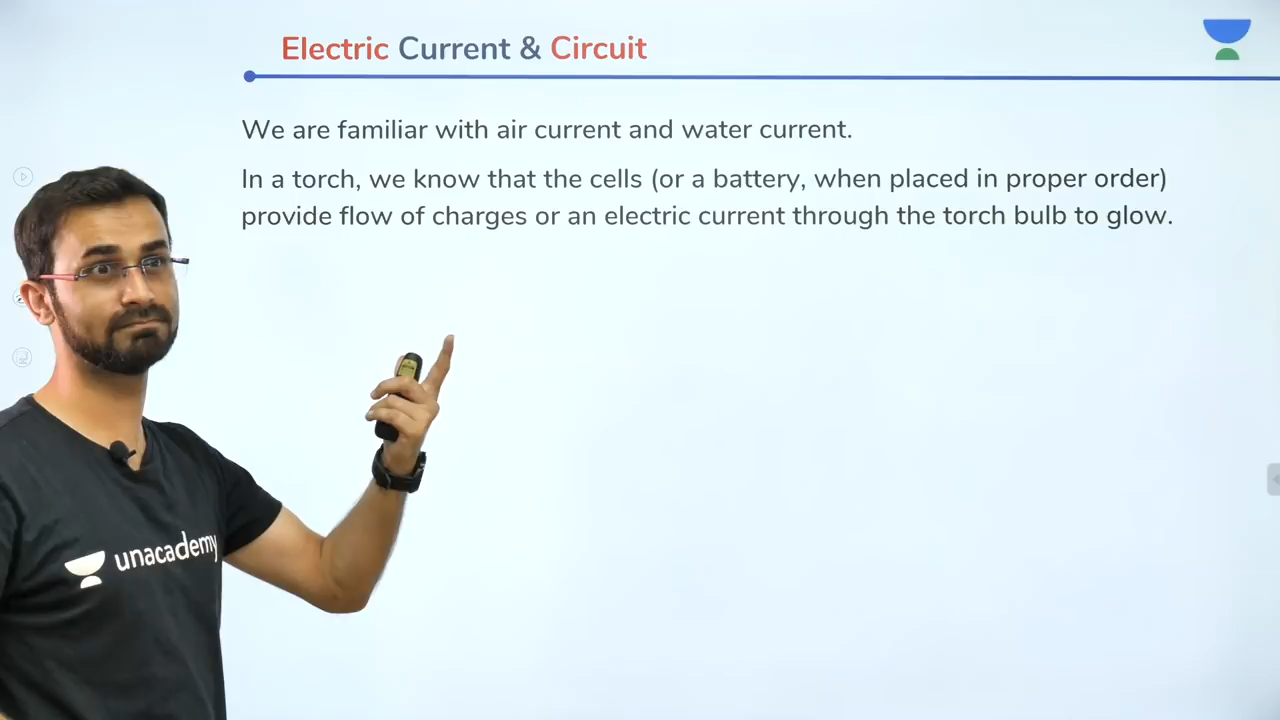 Electric Current & Circuit
We are familiar with air current and water current.
In a torch, we know that the cells (or a battery, when placed in proper order)
provide flow of charges or an electric current through the torch bulb to glow.
unacademy